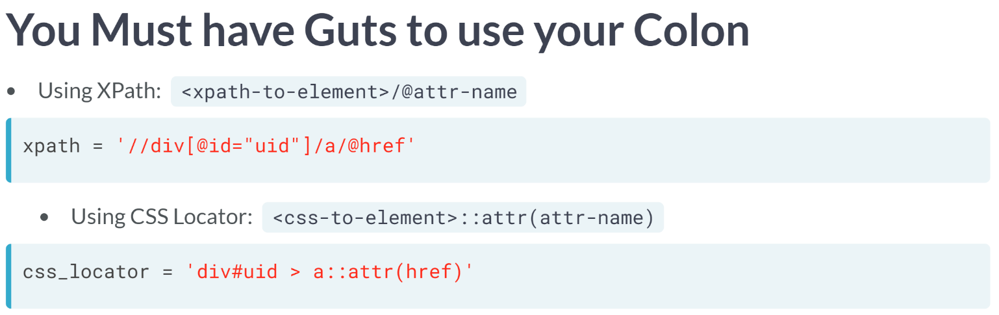 You Must have Guts to use your Colon
• Using XPath: <xpath-to-element>/@attr-name
xpath = '//div[@id="uid"]/a/@href'
• Using CSS Locator: <css-to-element>::attr(attr-name)
css_locator = 'div#uid > a::attr(href)'